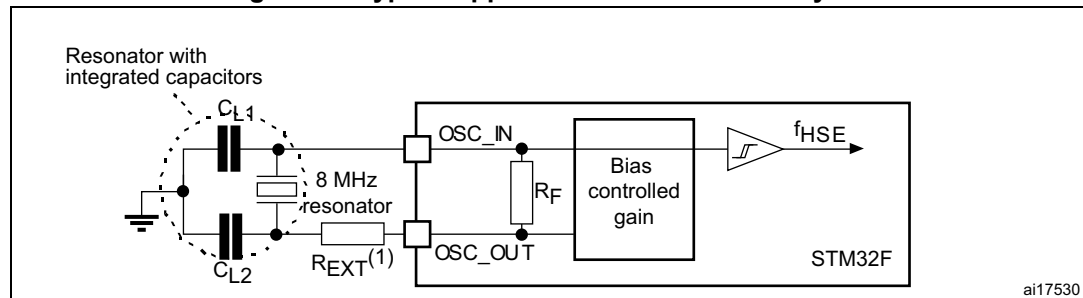 Resonator with
integrated capacitors
CL1
OSC_IN
fHSE
8 MHz
resonator
RF
Bias
controlled
gain
REXT(1)
OSC_OUT
STM32F
CL2
ai17530